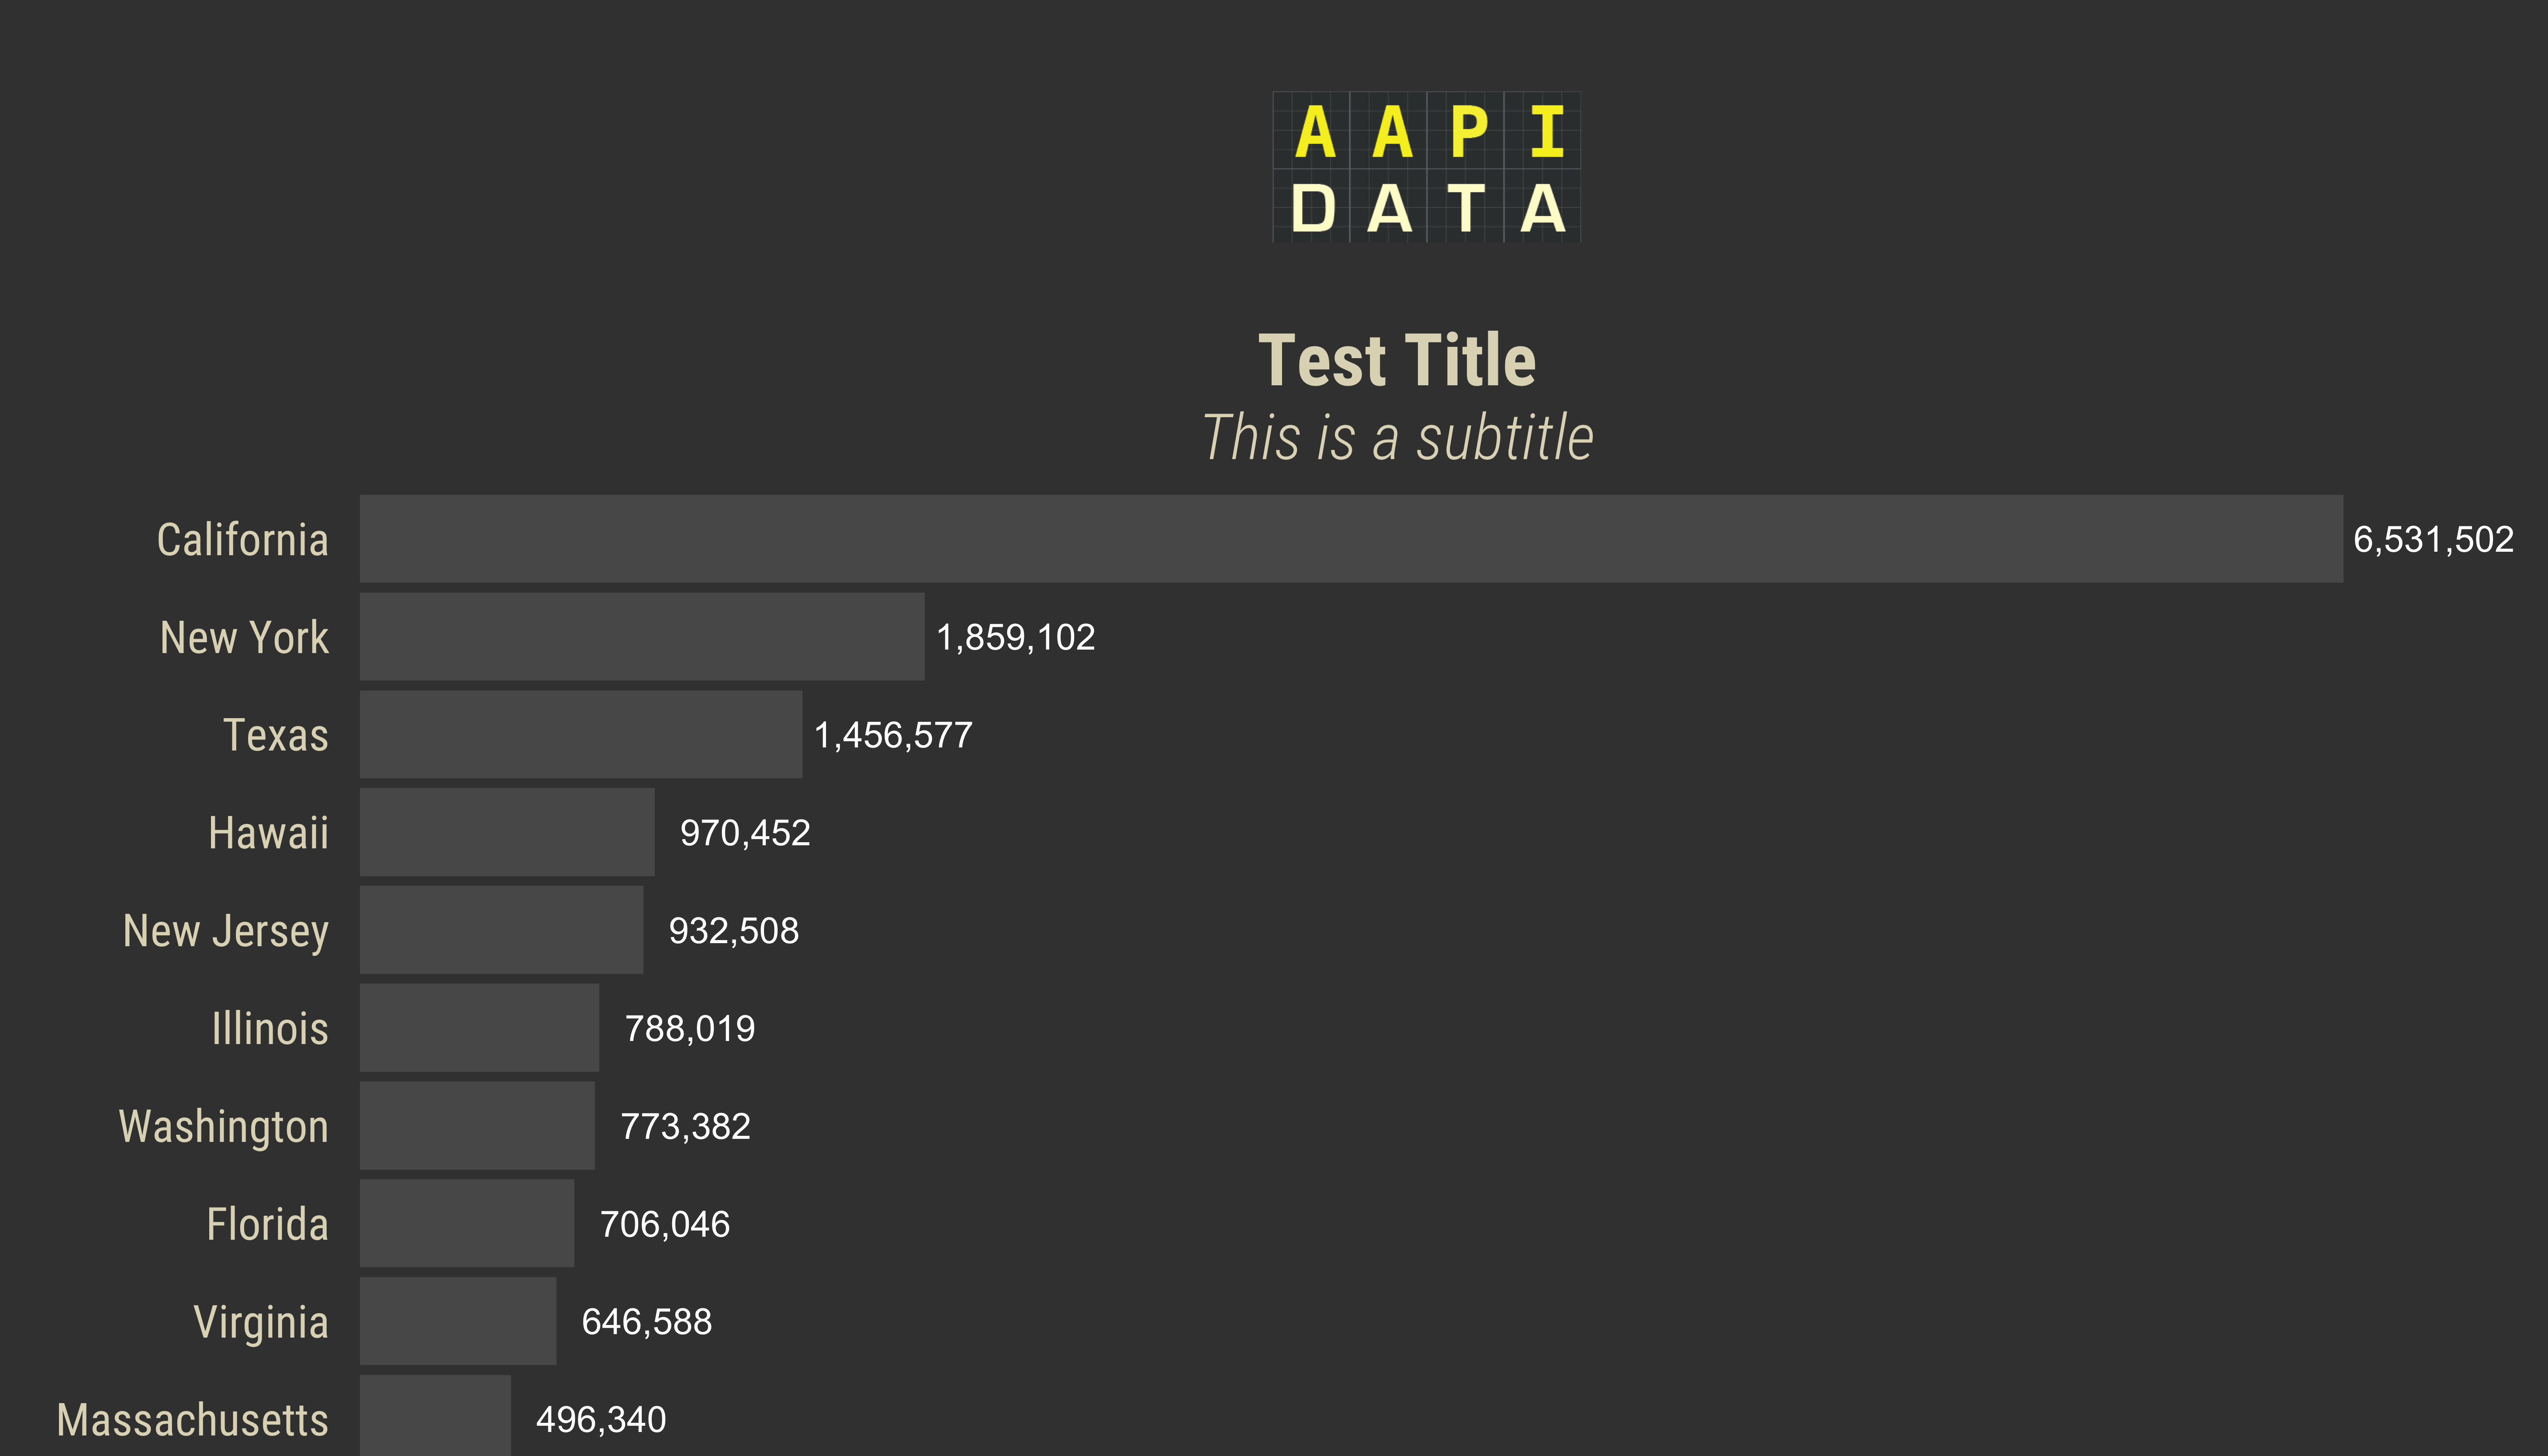 AAPI
DATA
Test Title
This is a subtitle
California 6,531,502
New York 1,859,102
Texas 1,456,577
Hawaii 970,452
New Jersey 932,508
Illinois 788,019
Washington 773,382
Florida 706,046
Virginia 646,588
Massachusetts 496,340